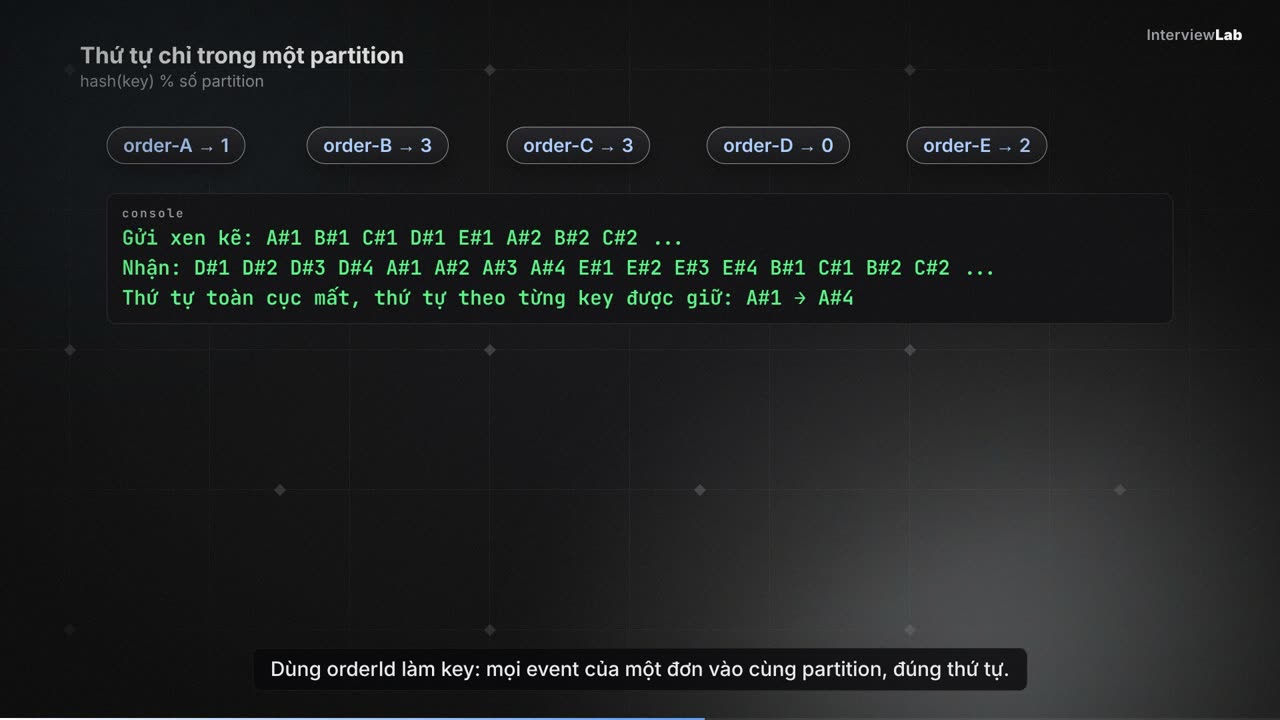 InterviewLab
Thứ tự chỉ trong một partition
hash(key) % số partition
order-A → 1
order-B → 3
order-C → 3
order-D → 0
order-E → 2
console
Gửi xen kẽ: A#1 B#1 C#1 D#1 E#1 A#2 B#2 C#2 ...
Nhận: D#1 D#2 D#3 D#4 A#1 A#2 A#3 A#4 E#1 E#2 E#3 E#4 B#1 C#1 B#2 C#2 ...
Thứ tự toàn cục mất, thứ tự theo từng key được giữ: A#1 → A#4
Dùng orderId làm key: mọi event của một đơn vào cùng partition, đúng thứ tự.